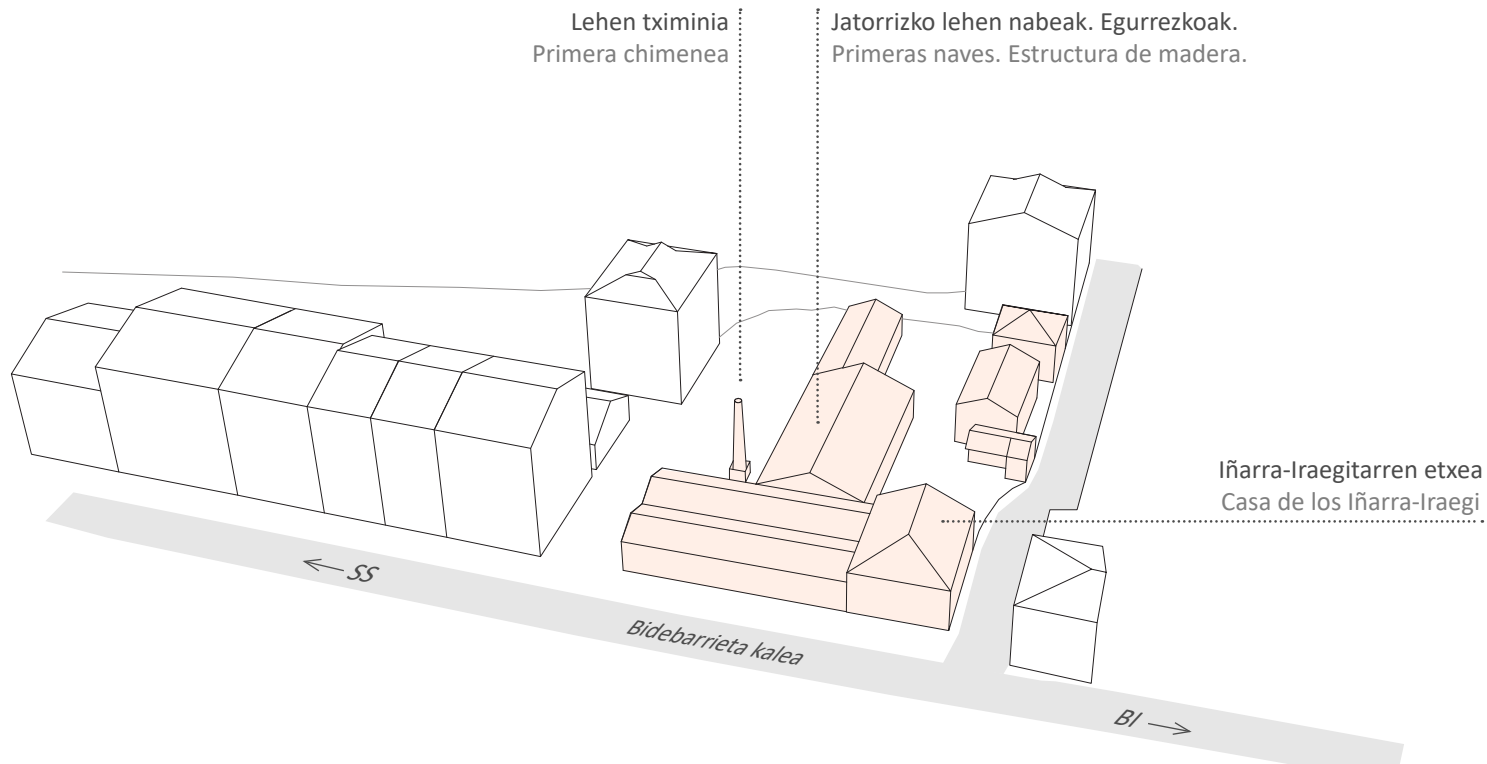 Lehen tximinia
Primera chimenea
Jatorrizko lehen nabeak. Egurrezkoak.
Primeras naves. Estructura de madera.
Iñarra-Iraegitarren etxea
Casa de los Iñarra-Iraegi
← SS
Bidebarrieta kalea
BI →